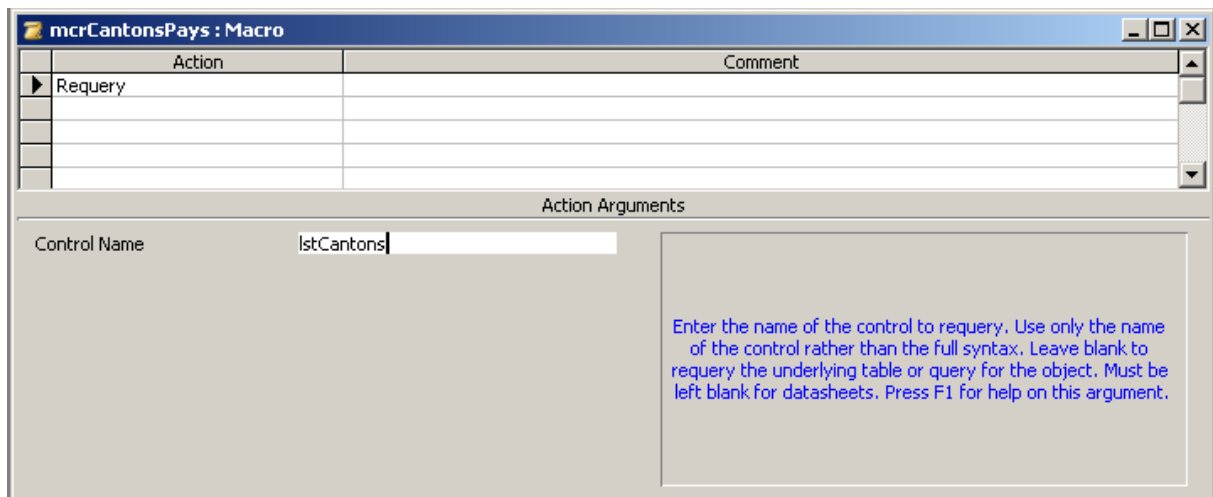 mcrCantonsPays : Macro
Action Comment
Requery
Action Arguments
Control Name lstCantons
Enter the name of the control to requery. Use only the name
of the control rather than the full syntax. Leave blank to
requery the underlying table or query for the object. Must be
left blank for datasheets. Press F1 for help on this argument.